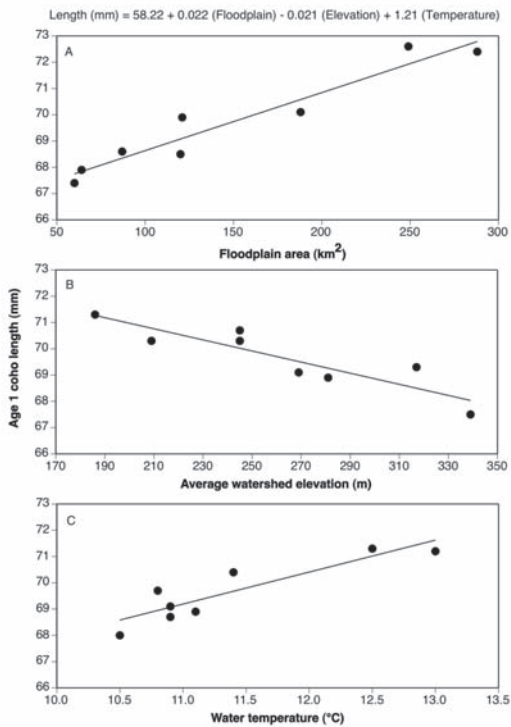 Length (mm) = 58.22 + 0.022 (Floodplain) - 0.021 (Elevation) + 1.21 (Temperature)
A
73
72
71
70
69
68
67
66
50 100 150 200 250 300
Floodplain area (km²)
Age 1 coho length (mm)
B
73
72
71
70
69
68
67
66
170 190 210 230 250 270 290 310 330 350
Average watershed elevation (m)
C
73
72
71
70
69
68
67
66
10.0 10.5 11.0 11.5 12.0 12.5 13.0 13.5
Water temperature (°C)